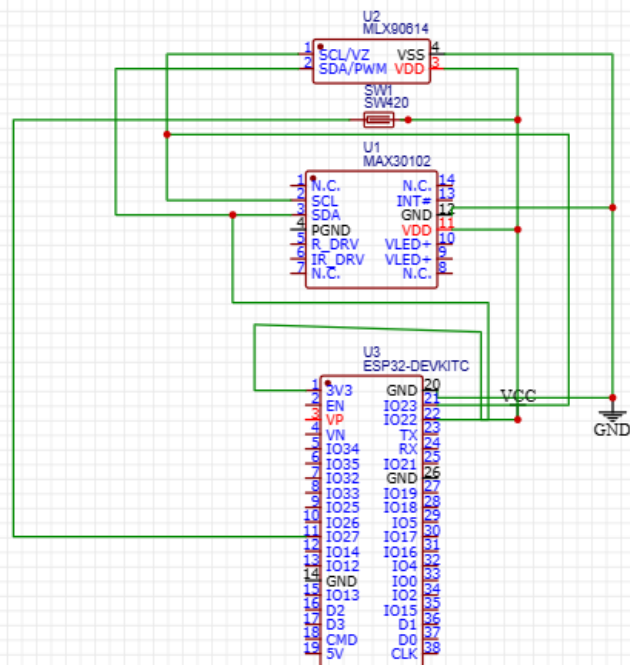 U2
MLX90614
1 SCL/VZ VSS 4
2 SDA/PWM VDD 3
SW1
SW420
U1
MAX30102
1 N.C. N.C. 14
2 SCL INT# 13
3 SDA GND 12
4 PGND VDD 11
5 R_DRV VLED+ 10
6 IR_DRV VLED+ 9
7 N.C. N.C. 8
U3
ESP32-DEVKITC
1 3V3 GND 20
2 EN IO23 21 VCC
3 VP IO22 22
4 VN TX 23
5 IO34 RX 24
6 IO35 IO21 25
7 IO32 GND 26
8 IO33 IO19 27
9 IO25 IO18 28
10 IO26 IO5 29
11 IO27 IO17 30
12 IO14 IO16 31
13 IO12 IO4 32
14 GND IO0 33
15 IO13 IO2 34
16 D2 IO15 35
17 D3 D1 36
18 CMD D0 37
19 5V CLK 38
GND